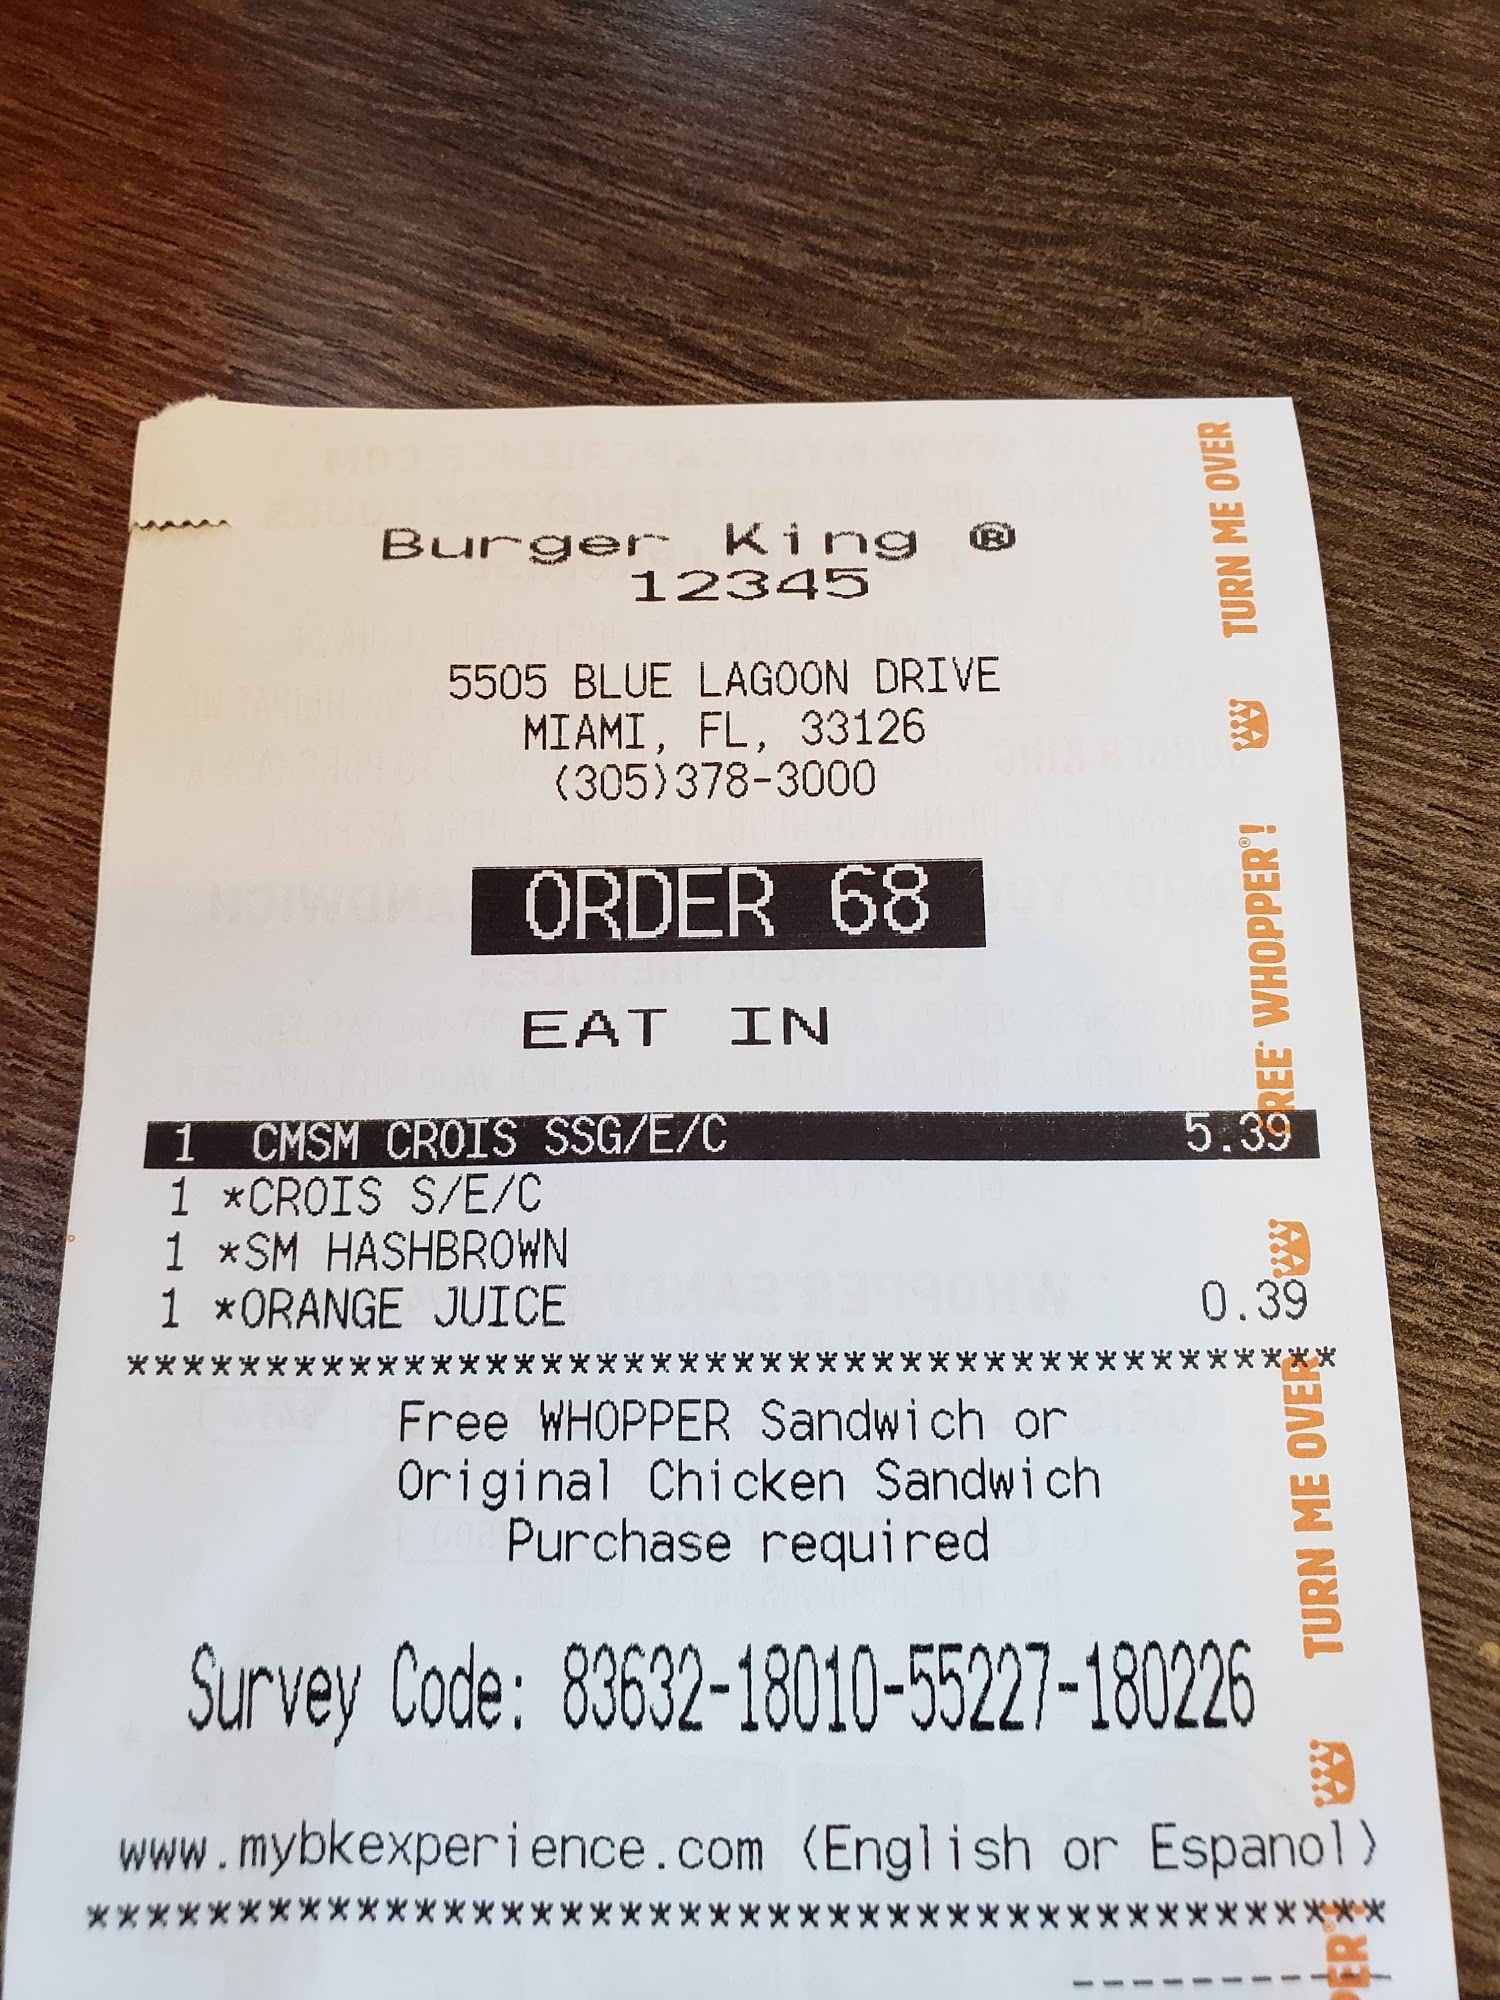 Burger King ®
12345
5505 BLUE LAGOON DRIVE
MIAMI, FL, 33126
(305)378-3000
ORDER 68
EAT IN
1 CMSM CROIS SSG/E/C 5.39
1 *CROIS S/E/C
1 *SM HASHBROWN
1 *ORANGE JUICE 0.39
********************************************
Free WHOPPER Sandwich or
Original Chicken Sandwich
Purchase required
Survey Code: 83632-18010-55227-180226
www.mybkexperience.com (English or Espanol)
********************************************
TURN ME OVER
FREE* WHOPPER®!
TURN ME OVER